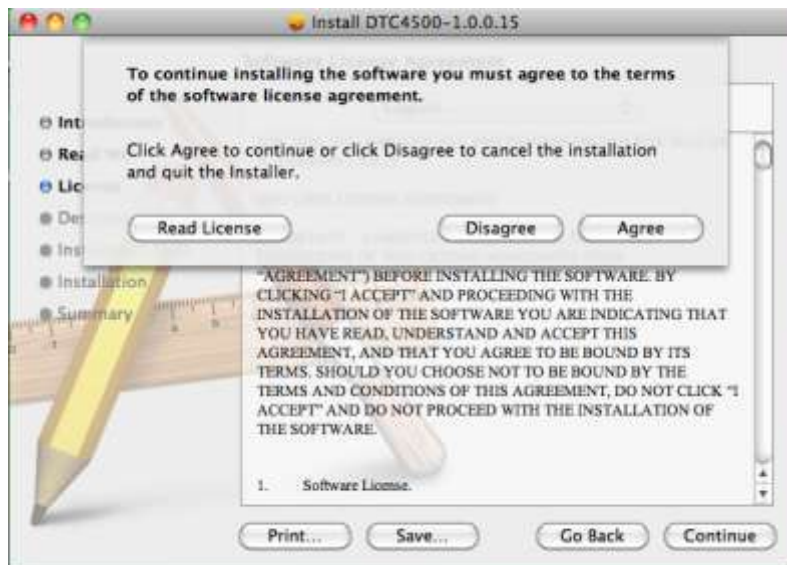 Install DTC4500-1.0.0.15
To continue installing the software you must agree to the terms
of the software license agreement.
Click Agree to continue or click Disagree to cancel the installation
and quit the Installer.
Read License
Disagree
Agree
Int
Rea
Lic
De
Ins
Installation
Summary
"AGREEMENT") BEFORE INSTALLING THE SOFTWARE. BY
CLICKING "I ACCEPT" AND PROCEEDING WITH THE
INSTALLATION OF THE SOFTWARE YOU ARE INDICATING THAT
YOU HAVE READ, UNDERSTAND AND ACCEPT THIS
AGREEMENT, AND THAT YOU AGREE TO BE BOUND BY ITS
TERMS. SHOULD YOU CHOOSE NOT TO BE BOUND BY THE
TERMS AND CONDITIONS OF THIS AGREEMENT, DO NOT CLICK "I
ACCEPT" AND DO NOT PROCEED WITH THE INSTALLATION OF
THE SOFTWARE.
1. Software License.
Print...
Save...
Go Back
Continue